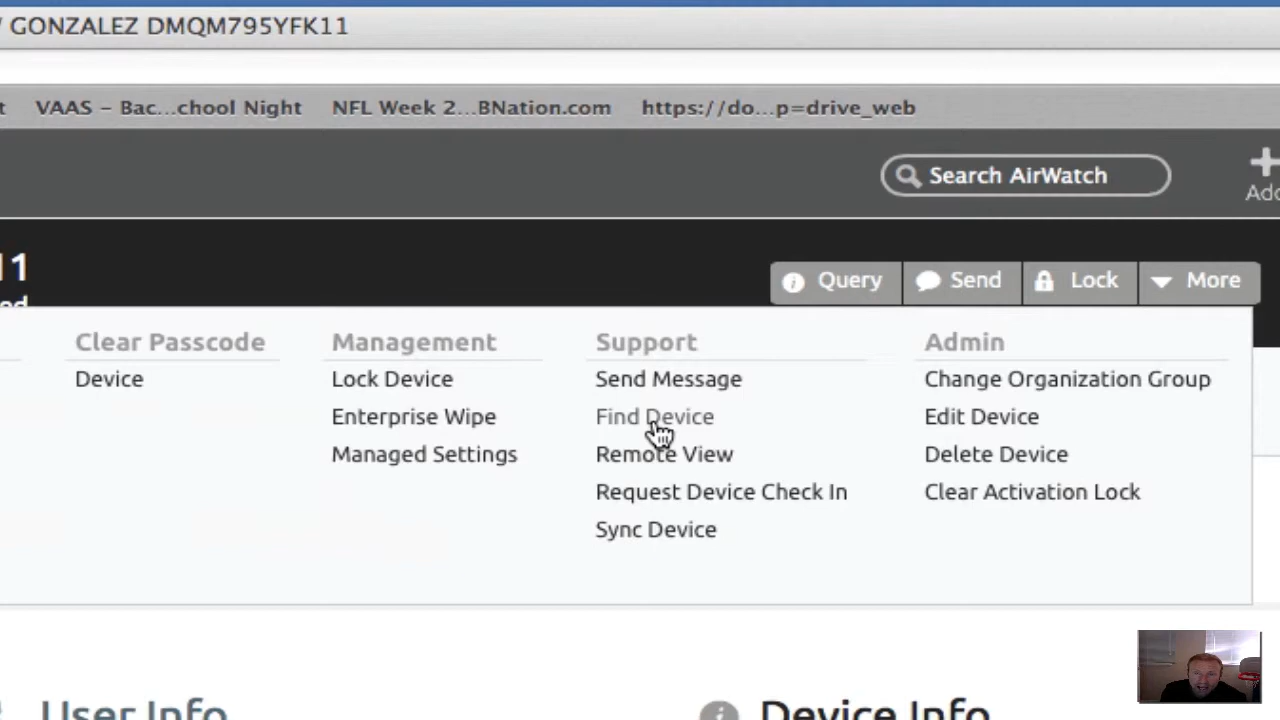 GONZALEZ DMQM795YFK11
t VAAS – Bac...chool Night NFL Week 2...BNation.com https://do...p=drive_web
Search AirWatch
Add
11
Query Send Lock More
Clear Passcode Management Support Admin
Device Lock Device Send Message Change Organization Group
Enterprise Wipe Find Device Edit Device
Managed Settings Remote View Delete Device
Request Device Check In Clear Activation Lock
Sync Device
User Info Device Info